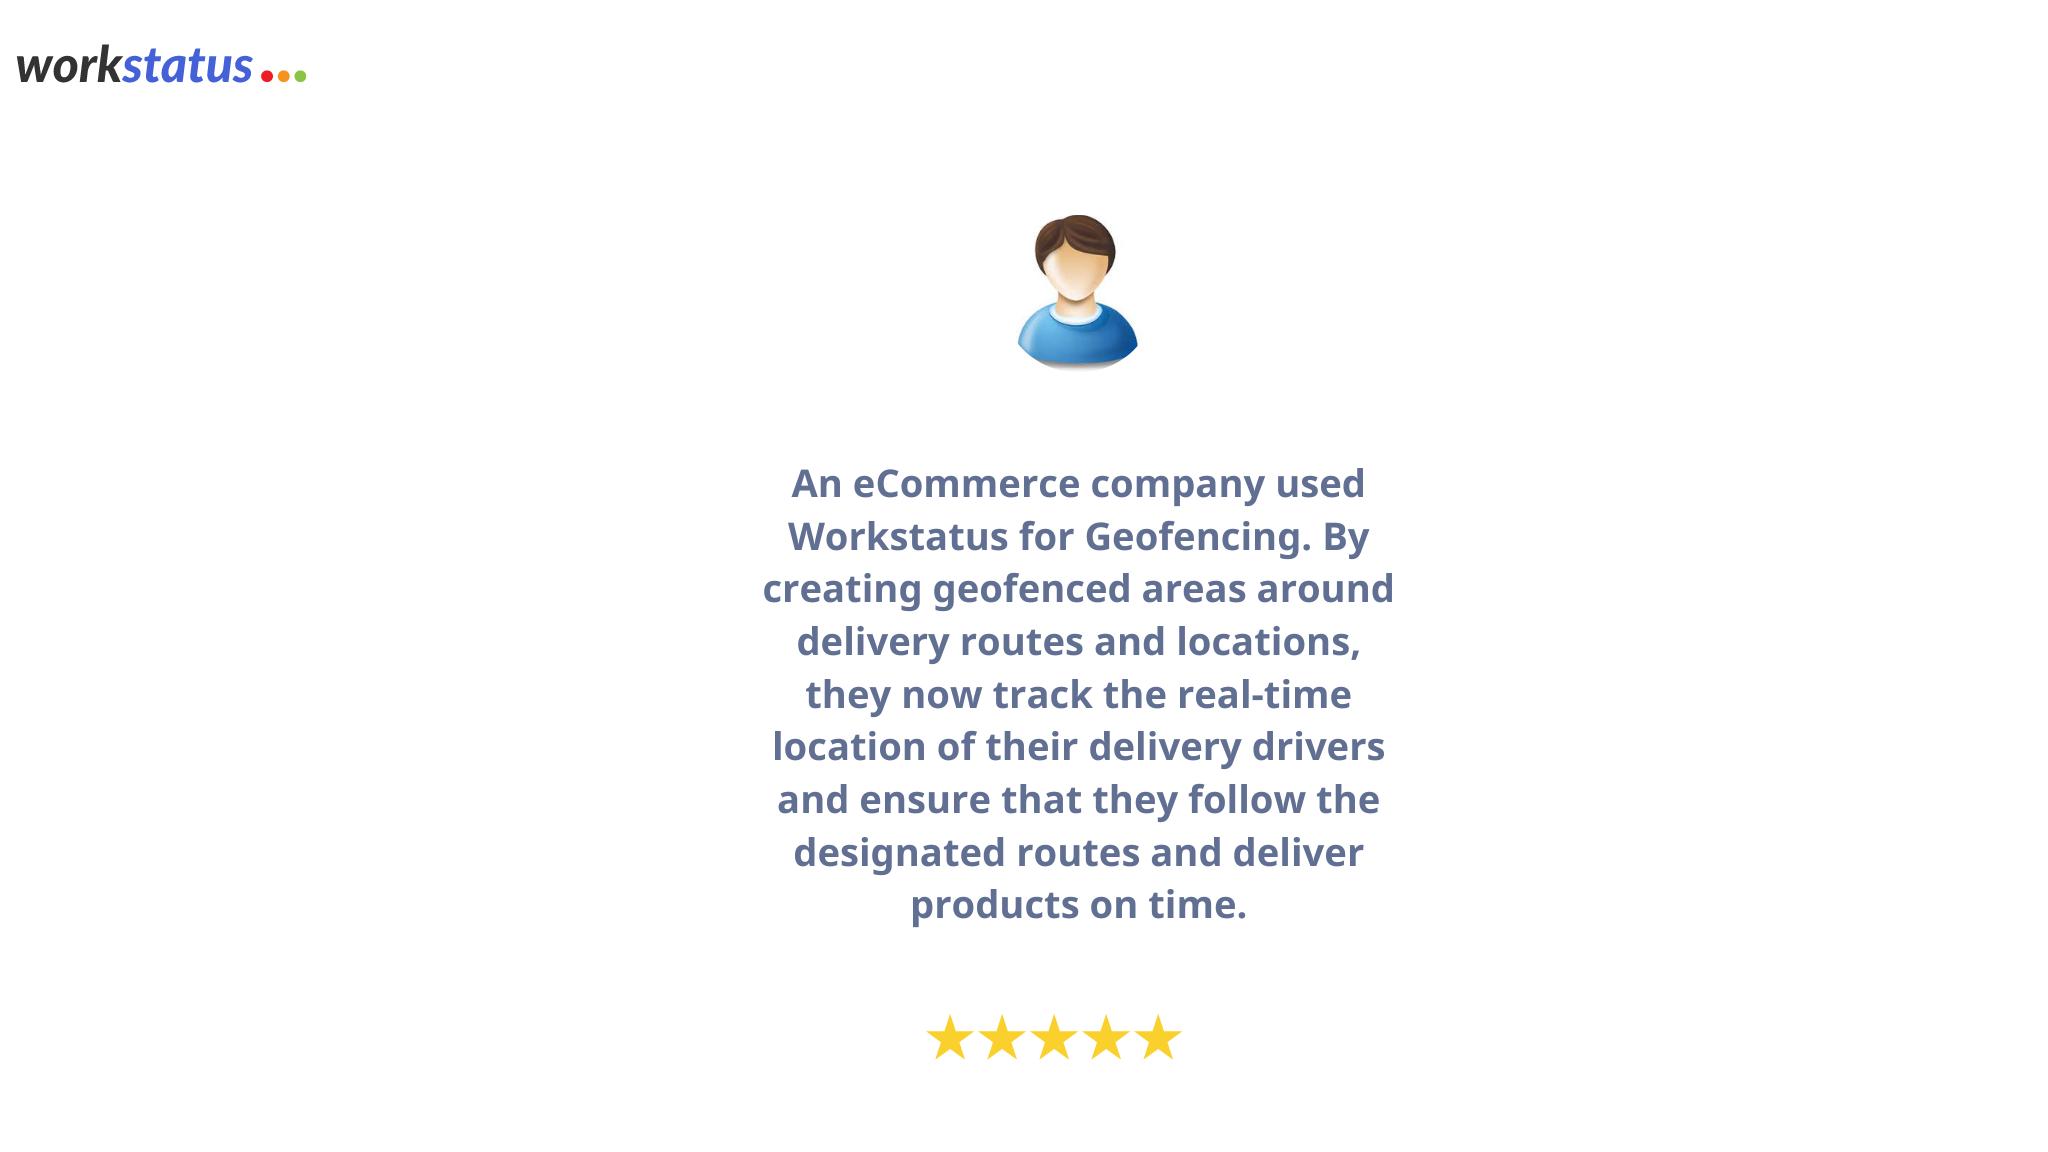 workstatus
An eCommerce company used
Workstatus for Geofencing. By
creating geofenced areas around
delivery routes and locations,
they now track the real-time
location of their delivery drivers
and ensure that they follow the
designated routes and deliver
products on time.